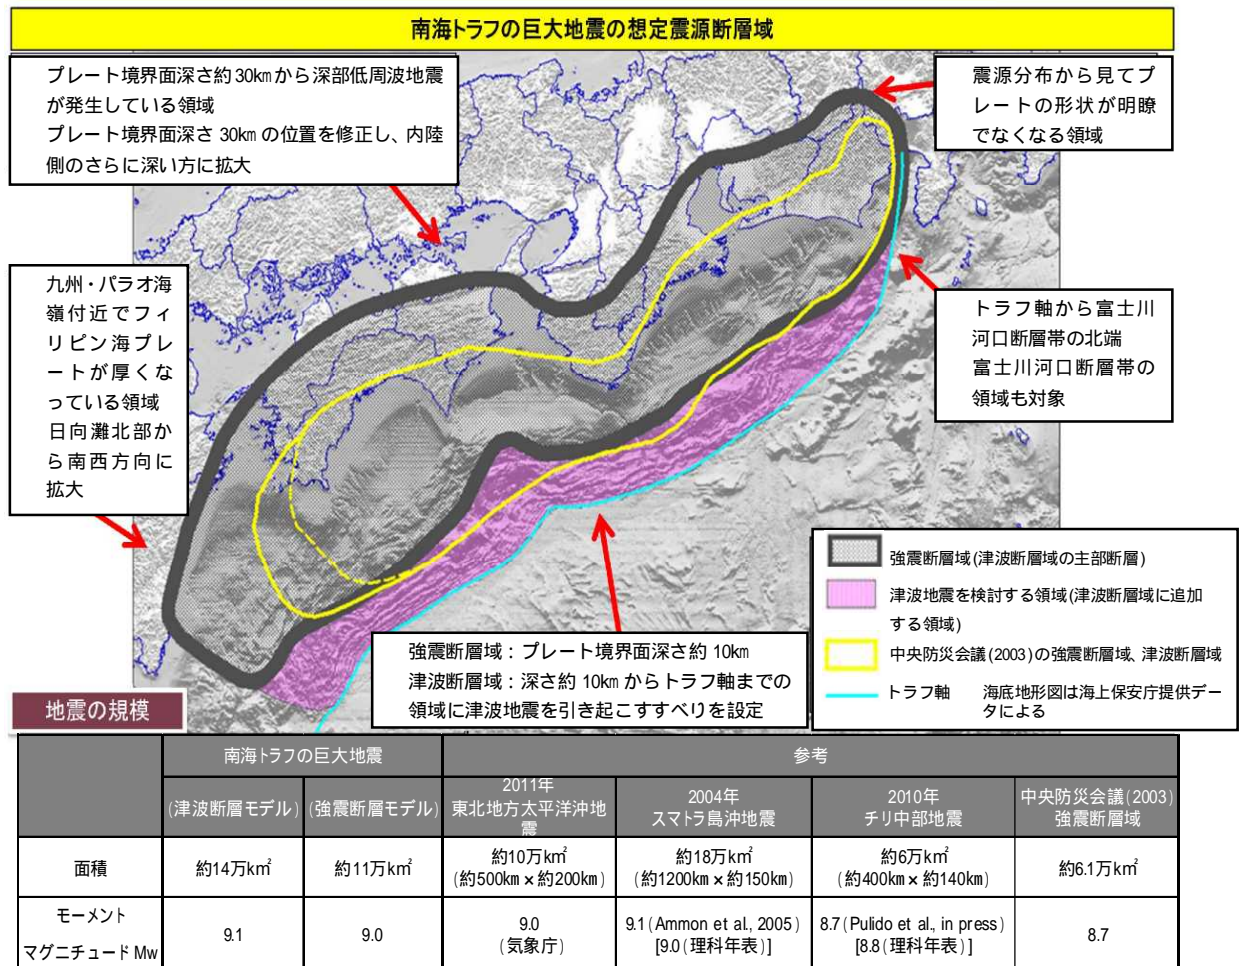 南海トラフの巨大地震の想定震源断層域
プレート境界面深さ約30kmから深部低周波地震
が発生している領域
プレート境界面深さ30kmの位置を修正し、内陸
側のさらに深い方に拡大
震源分布から見てプ
レートの形状が明瞭
でなくなる領域
九州・パラオ海
嶺付近でフィ
リピン海プレ
ートが厚くな
っている領域
日向灘北部か
ら南西方向に
拡大
トラフ軸から富士川
河口断層帯の北端
富士川河口断層帯の
領域も対象
強震断層域：プレート境界面深さ約10km
津波断層域：深さ約10kmからトラフ軸までの
領域に津波地震を引き起こすすべりを設定
強震断層域(津波断層域の主部断層)
津波地震を検討する領域(津波断層域に追加
する領域)
中央防災会議(2003)の強震断層域、津波断層域
トラフ軸　海底地形図は海上保安庁提供デー
タによる
地震の規模
南海トラフの巨大地震 参考
(津波断層モデル) (強震断層モデル) 2011年 2004年 2010年 中央防災会議(2003)
東北地方太平洋沖地 スマトラ島沖地震 チリ中部地震 強震断層域
震
面積 約14万km² 約11万km² 約10万km² 約18万km² 約6万km² 約6.1万km²
(約500km×約200km) (約1200km×約150km) (約400km×約140km)
モーメント 9.1 9.0 9.0 9.1(Ammon et al., 2005) 8.7(Pulido et al., in press) 8.7
マグニチュードMw (気象庁) [9.0(理科年表)] [8.8(理科年表)]